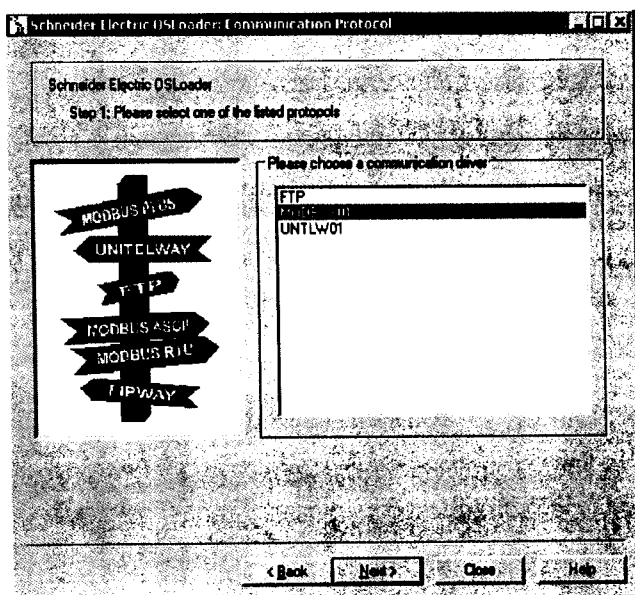 Schneider Electric OSLoader: Communication Protocol
Schneider Electric OSLoader
Step 1: Please select one of the listed protocols
MODBUS PLUS
UNITELWAY
FTP
MODBUS ASCII
MODBUS RTU
FIPWAY
Please choose a communication driver
FTP
UNTLW01
< Back
Next >
Close
Help